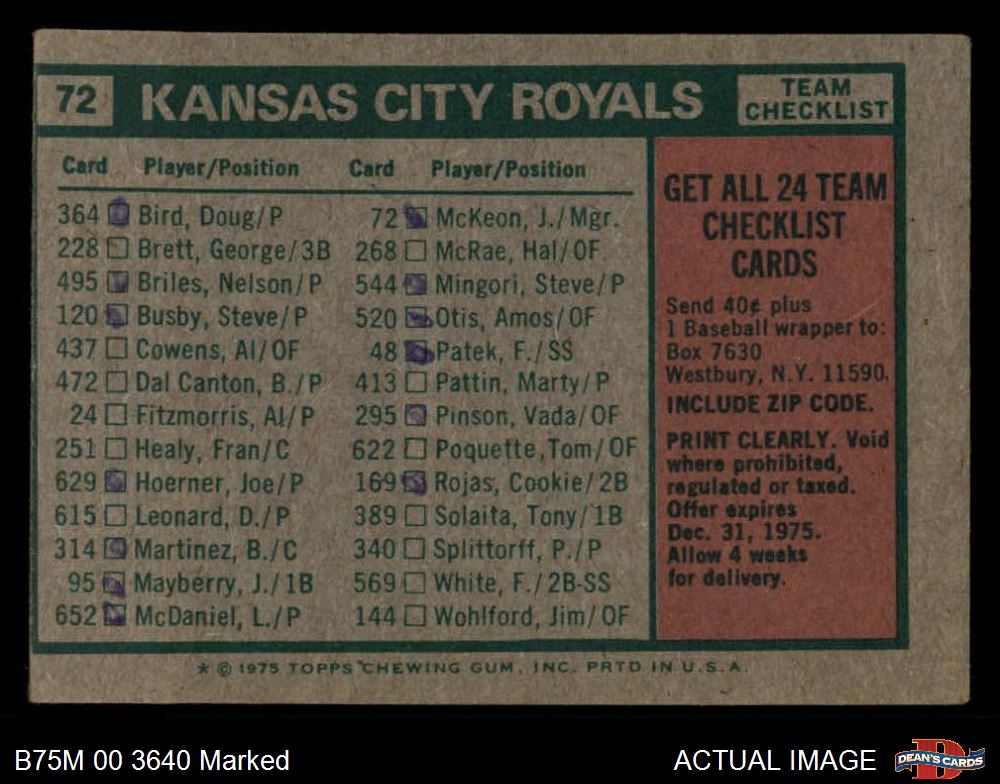 72 KANSAS CITY ROYALS TEAM CHECKLIST
Card Player/Position Card Player/Position
364 Bird, Doug/P 72 McKeon, J./Mgr.
228 Brett, George/3B 268 McRae, Hal/OF
495 Briles, Nelson/P 544 Mingori, Steve/P
120 Busby, Steve/P 520 Otis, Amos/OF
437 Cowens, Al/OF 48 Patek, F./SS
472 Dal Canton, B./P 413 Pattin, Marty/P
24 Fitzmorris, Al/P 295 Pinson, Vada/OF
251 Healy, Fran/C 622 Poquette,Tom/OF
629 Hoerner, Joe/P 169 Rojas, Cookie/2B
615 Leonard, D./P 389 Solaita, Tony/1B
314 Martinez, B./C 340 Splittorff, P./P
95 Mayberry, J./1B 569 White, F./2B-SS
652 McDaniel, L./P 144 Wohlford, Jim/OF
GET ALL 24 TEAM
CHECKLIST
CARDS
Send 40¢ plus
1 Baseball wrapper to:
Box 7630
Westbury, N.Y. 11590.
INCLUDE ZIP CODE.
PRINT CLEARLY. Void
where prohibited,
regulated or taxed.
Offer expires
Dec. 31, 1975.
Allow 4 weeks
for delivery.
* © 1975 TOPPS CHEWING GUM, INC. PRTD IN U.S.A.
B75M 00 3640 Marked ACTUAL IMAGE DEAN'S CARDS